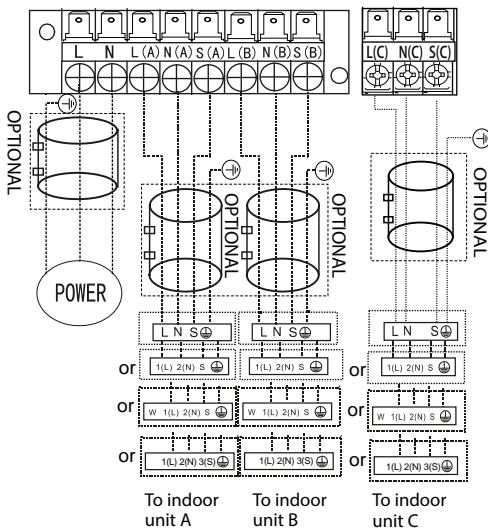 L N L(A) N(A) S(A) L(B) N(B) S(B)
L(C) N(C) S(C)
OPTIONAL
OPTIONAL
OPTIONAL
OPTIONAL
POWER
L N S
L N S
L N S
or
1(L) 2(N) S
1(L) 2(N) S
or
1(L) 2(N) S
or
W 1(L) 2(N) S
W 1(L) 2(N) S
or
W 1(L) 2(N) S
or
1(L) 2(N) 3(S)
1(L) 2(N) 3(S)
or
1(L) 2(N) 3(S)
To indoor
unit A
To indoor
unit B
To indoor
unit C